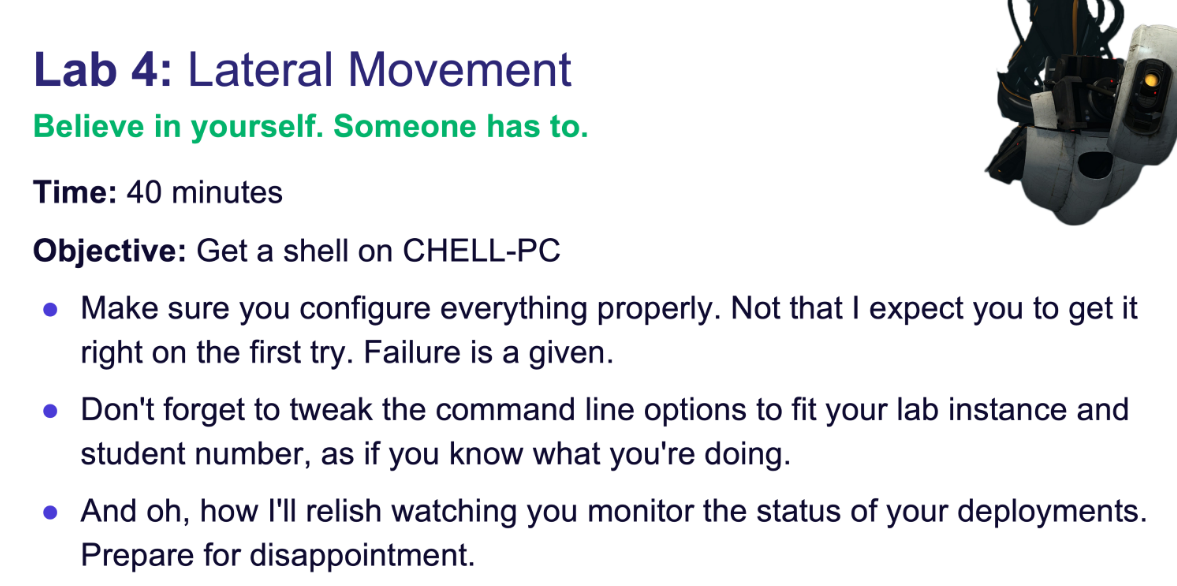 Lab 4: Lateral Movement
Believe in yourself. Someone has to.
Time: 40 minutes
Objective: Get a shell on CHELL-PC
● Make sure you configure everything properly. Not that I expect you to get it
right on the first try. Failure is a given.
● Don't forget to tweak the command line options to fit your lab instance and
student number, as if you know what you're doing.
● And oh, how I'll relish watching you monitor the status of your deployments.
Prepare for disappointment.